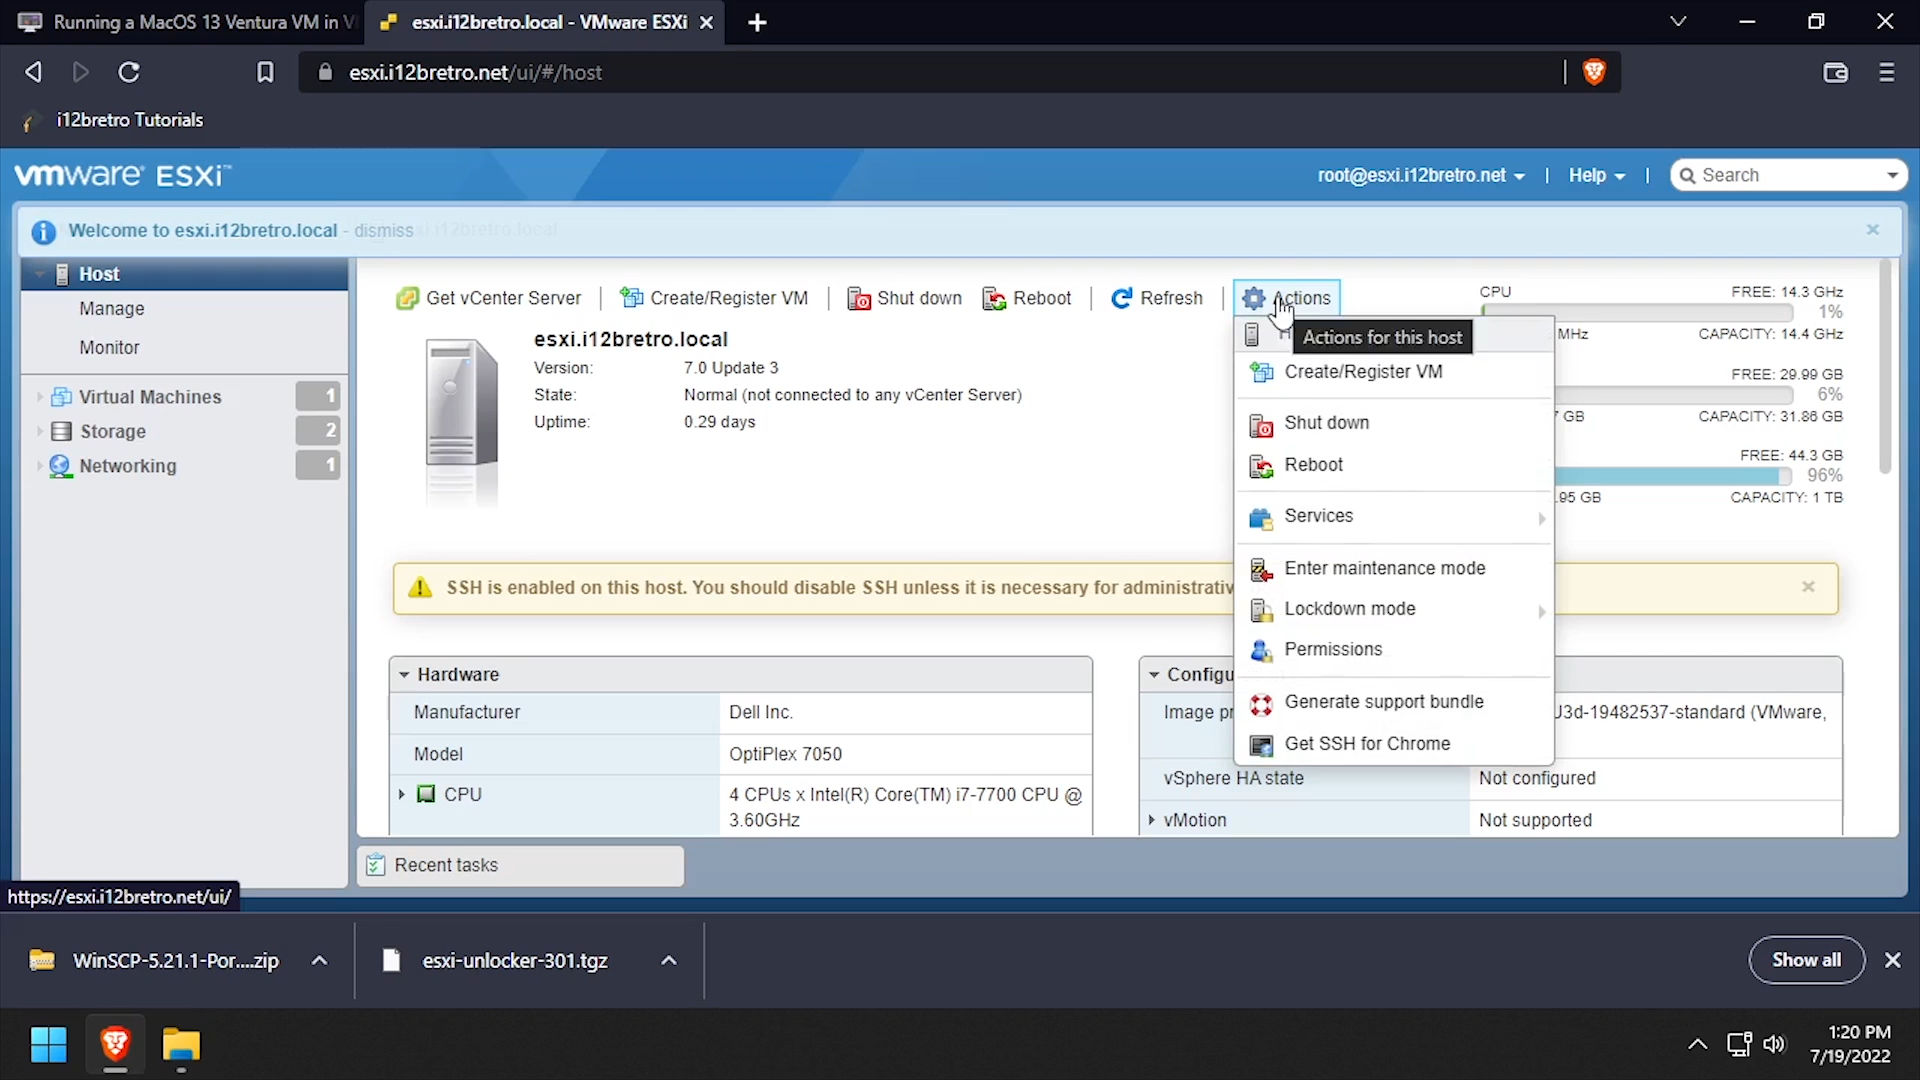 Running a MacOS 13 Ventura VM in V
esxi.i12bretro.local - VMware ESXi
esxi.i12bretro.net/ui/#/host
i12bretro Tutorials
vmware ESXi™
root@esxi.i12bretro.net
Help
Search
Welcome to esxi.i12bretro.local - dismiss
Host
Manage
Monitor
Virtual Machines 1
Storage 2
Networking 1
Get vCenter Server
Create/Register VM
Shut down
Reboot
Refresh
Actions
esxi.i12bretro.local
Version: 7.0 Update 3
State: Normal (not connected to any vCenter Server)
Uptime: 0.29 days
Actions for this host
Create/Register VM
Shut down
Reboot
Services
Enter maintenance mode
Lockdown mode
Permissions
Generate support bundle
Get SSH for Chrome
CPU FREE: 14.3 GHz
1%
MHz CAPACITY: 14.4 GHz
FREE: 29.99 GB
6%
7 GB CAPACITY: 31.86 GB
FREE: 44.3 GB
96%
.95 GB CAPACITY: 1 TB
SSH is enabled on this host. You should disable SSH unless it is necessary for administrativ
Hardware
Manufacturer Dell Inc.
Model OptiPlex 7050
CPU 4 CPUs x Intel(R) Core(TM) i7-7700 CPU @
3.60GHz
Configu
Image pr J3d-19482537-standard (VMware,
vSphere HA state Not configured
vMotion Not supported
Recent tasks
https://esxi.i12bretro.net/ui/
WinSCP-5.21.1-Por....zip
esxi-unlocker-301.tgz
Show all
1:20 PM
7/19/2022